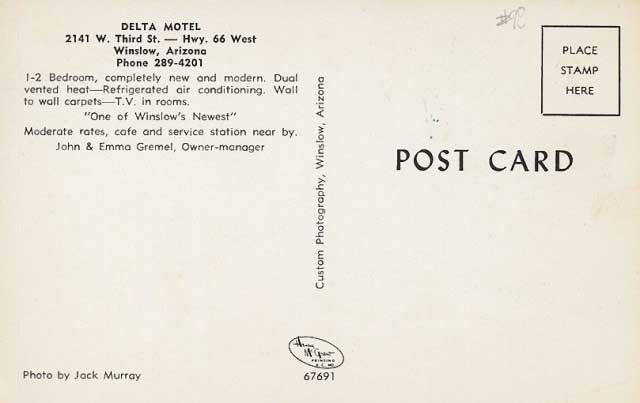 DELTA MOTEL
2141 W. Third St. — Hwy. 66 West
Winslow, Arizona
Phone 289-4201
1-2 Bedroom, completely new and modern. Dual
vented heat—Refrigerated air conditioning. Wall
to wall carpets—T.V. in rooms.
"One of Winslow's Newest"
Moderate rates, cafe and service station near by.
John & Emma Gremel, Owner-manager
Photo by Jack Murray
Custom Photography, Winslow, Arizona
PRINTING
67691
PLACE
STAMP
HERE
POST CARD